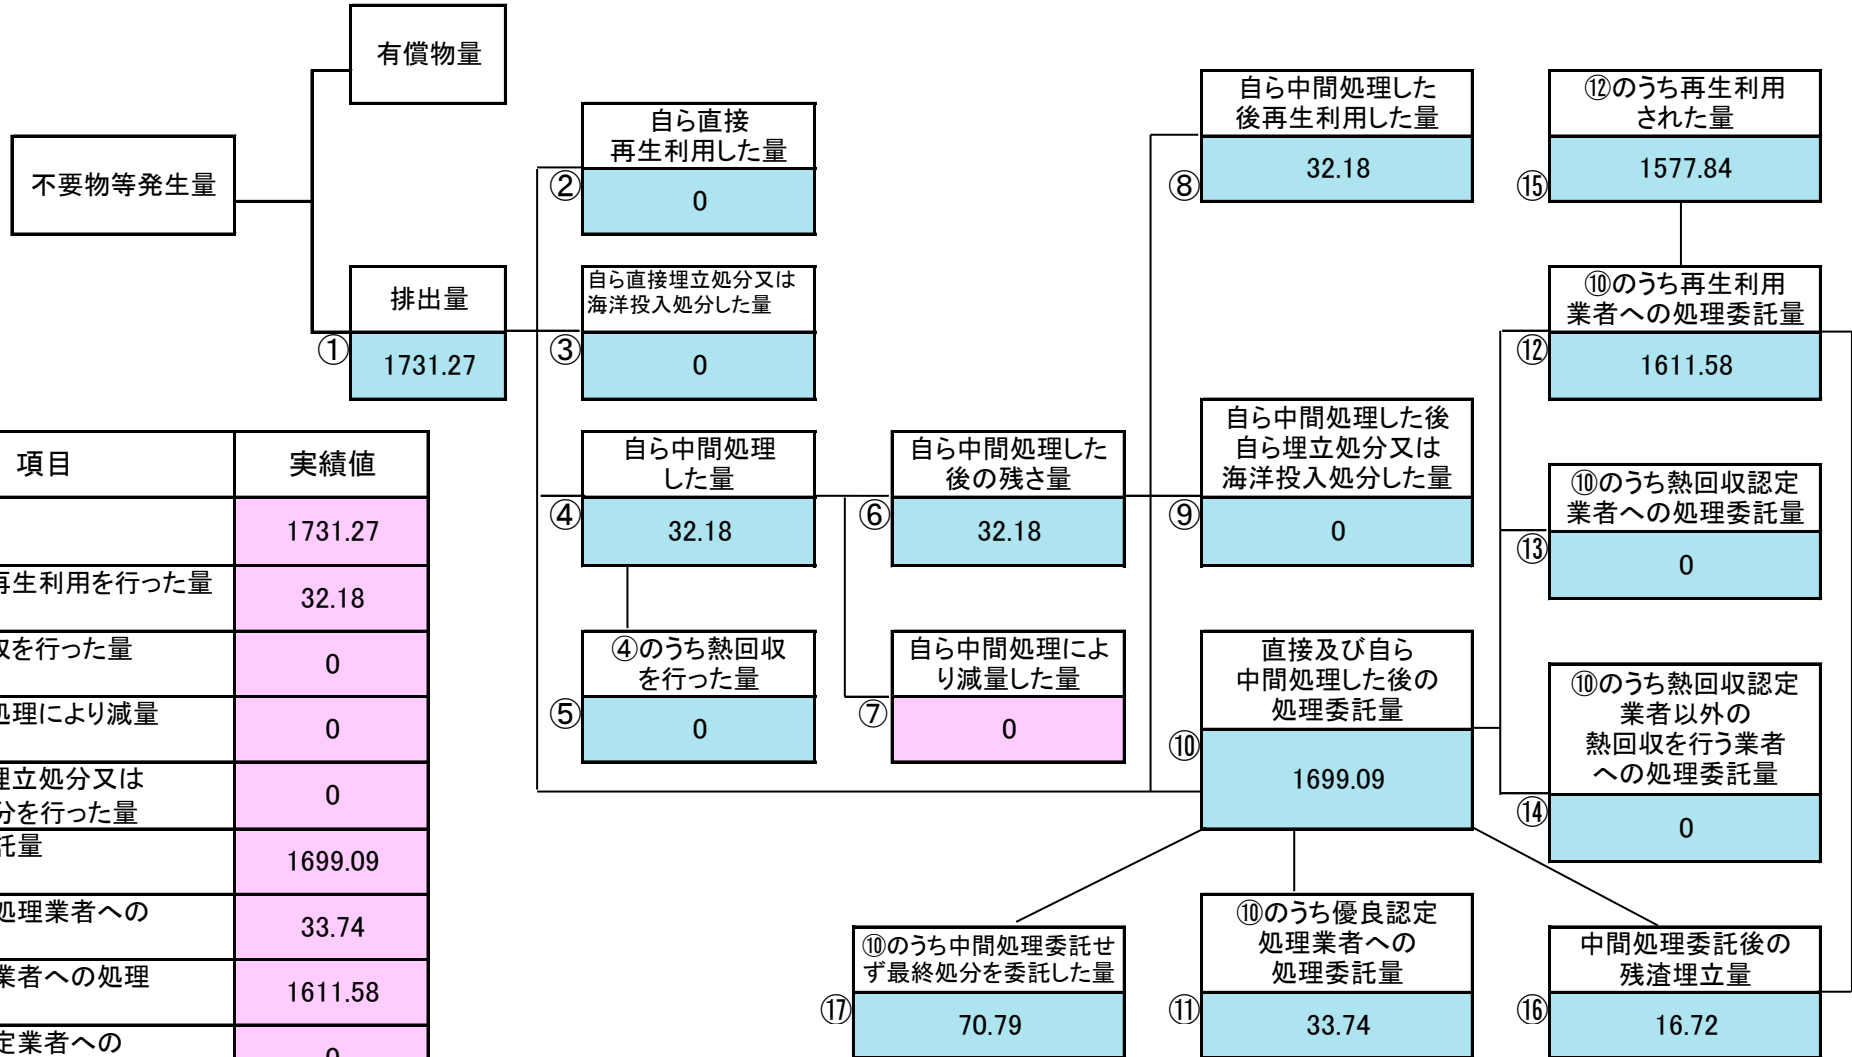 有償物量
不要物等発生量
排出量
①
1731.27
自ら直接
再生利用した量
②
0
自ら直接埋立処分又は
海洋投入処分した量
③
0
自ら中間処理
した量
④
32.18
④のうち熱回収
を行った量
⑤
0
自ら中間処理した
後の残さ量
⑥
32.18
自ら中間処理によ
り減量した量
⑦
0
自ら中間処理した
後再生利用した量
⑧
32.18
自ら中間処理した後
自ら埋立処分又は
海洋投入処分した量
⑨
0
直接及び自ら
中間処理した後の
処理委託量
⑩
1699.09
⑫のうち再生利用
された量
⑮
1577.84
⑩のうち再生利用
業者への処理委託量
⑫
1611.58
⑩のうち熱回収認定
業者への処理委託量
⑬
0
⑩のうち熱回収認定
業者以外の
熱回収を行う業者
への処理委託量
⑭
0
⑩のうち中間処理委託せ
ず最終処分を委託した量
⑰
70.79
⑩のうち優良認定
処理業者への
処理委託量
⑪
33.74
中間処理委託後の
残渣埋立量
⑯
16.72
項目 実績値
1731.27
再生利用を行った量
32.18
を行った量
0
処理により減量
0
埋立処分又は
分を行った量
0
託量
1699.09
処理業者への
33.74
業者への処理
1611.58
定業者への